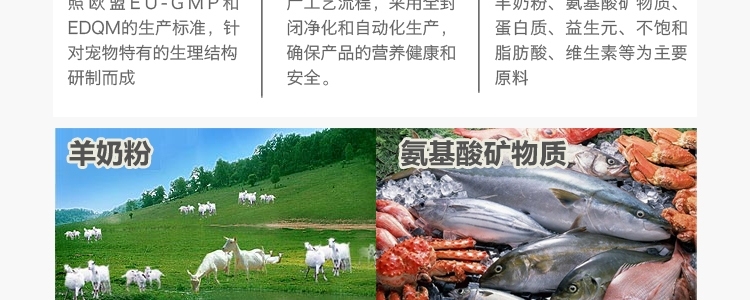 照欧盟EU-GMP和
EDQM的生产标准，针
对宠物特有的生理结构
研制而成
产工艺流程，采用全封
闭净化和自动化生产，
确保产品的营养健康和
安全。
羊奶粉、氨基酸矿物质、
蛋白质、益生元、不饱和
脂肪酸、维生素等为主要
原料
羊奶粉
氨基酸矿物质